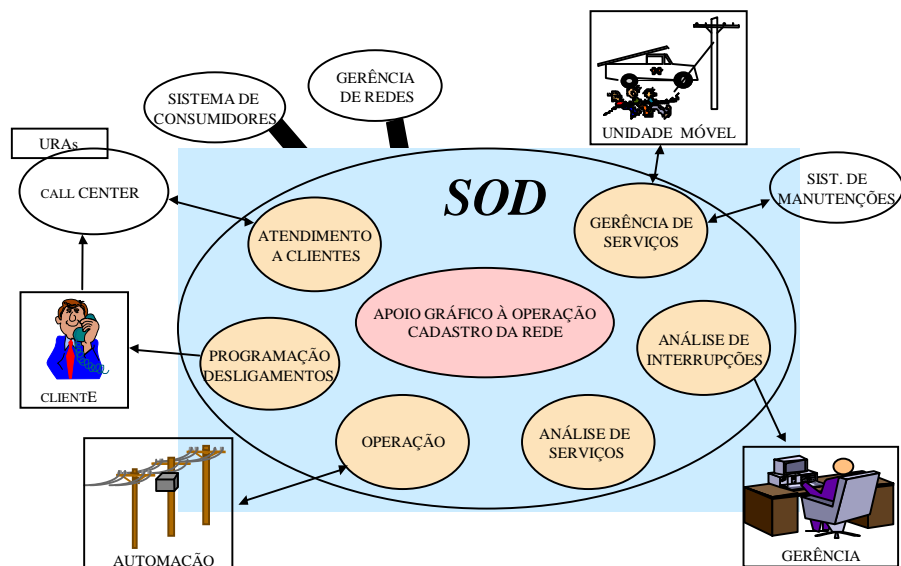 GERÊNCIA
DE REDES
SISTEMA DE
CONSUMIDORES
UNIDADE MÓVEL
URAs
CALL CENTER
SIST. DE
MANUTENÇÕES
SOD
ATENDIMENTO
A CLIENTES
GERÊNCIA DE
SERVIÇOS
APOIO GRÁFICO À OPERAÇÃO
CADASTRO DA REDE
PROGRAMAÇÃO
DESLIGAMENTOS
ANÁLISE DE
INTERRUPÇÕES
CLIENTE
OPERAÇÃO
ANÁLISE DE
SERVIÇOS
AUTOMAÇÃO
GERÊNCIA